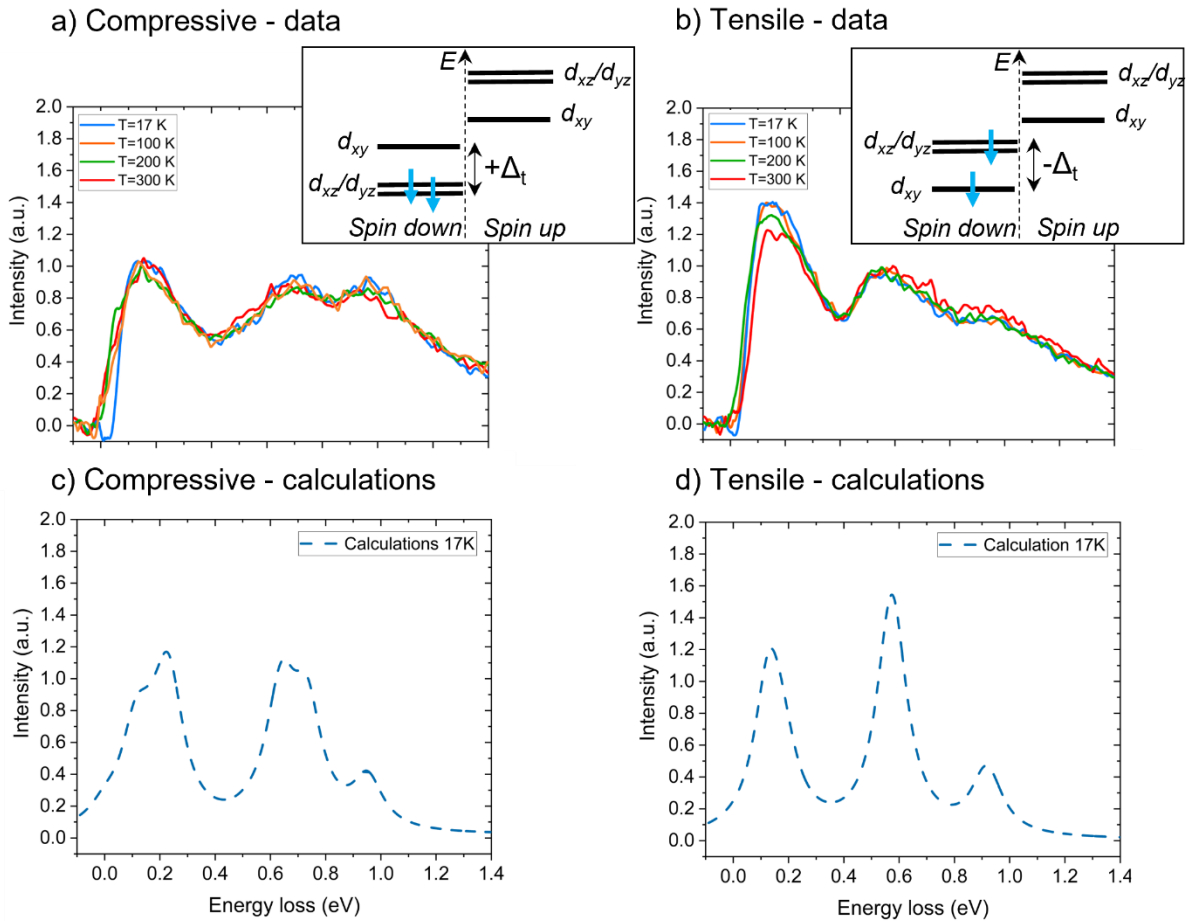 a) Compressive - data
E
d_xz/d_yz
d_xy
d_xy
+Δ_t
d_xz/d_yz
Spin down
Spin up
T=17 K
T=100 K
T=200 K
T=300 K
Intensity (a.u.)
2.0
1.8
1.6
1.4
1.2
1.0
0.8
0.6
0.4
0.2
0.0
b) Tensile - data
E
d_xz/d_yz
d_xy
d_xz/d_yz
-Δ_t
d_xy
Spin down
Spin up
T=17 K
T=100 K
T=200 K
T=300 K
Intensity (a.u.)
2.0
1.8
1.6
1.4
1.2
1.0
0.8
0.6
0.4
0.2
0.0
c) Compressive - calculations
Calculations 17K
Intensity (a.u.)
2.0
1.8
1.6
1.4
1.2
1.0
0.8
0.6
0.4
0.2
0.0
0.0 0.2 0.4 0.6 0.8 1.0 1.2 1.4
Energy loss (eV)
d) Tensile - calculations
Calculation 17K
Intensity (a.u.)
2.0
1.8
1.6
1.4
1.2
1.0
0.8
0.6
0.4
0.2
0.0
0.0 0.2 0.4 0.6 0.8 1.0 1.2 1.4
Energy loss (eV)